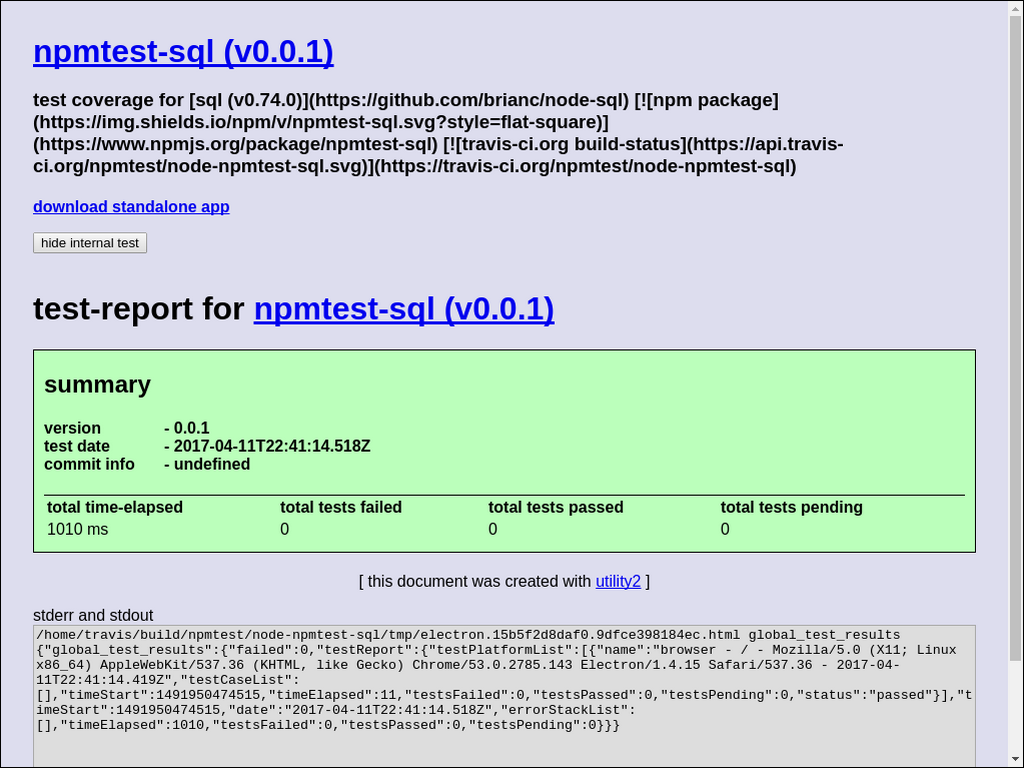 npmtest-sql (v0.0.1)
test coverage for [sql (v0.74.0)](https://github.com/brianc/node-sql) [![npm package]
(https://img.shields.io/npm/v/npmtest-sql.svg?style=flat-square)]
(https://www.npmjs.org/package/npmtest-sql) [![travis-ci.org build-status](https://api.travis-
ci.org/npmtest/node-npmtest-sql.svg)](https://travis-ci.org/npmtest/node-npmtest-sql)
download standalone app
hide internal test
test-report for npmtest-sql (v0.0.1)
summary
version - 0.0.1
test date - 2017-04-11T22:41:14.518Z
commit info - undefined
total time-elapsed total tests failed total tests passed total tests pending
1010 ms 0 0 0
[ this document was created with utility2 ]
stderr and stdout
/home/travis/build/npmtest/node-npmtest-sql/tmp/electron.15b5f2d8daf0.9dfce398184ec.html global_test_results
{"global_test_results":{"failed":0,"testReport":{"testPlatformList":[{"name":"browser - / - Mozilla/5.0 (X11; Linux
x86_64) AppleWebKit/537.36 (KHTML, like Gecko) Chrome/53.0.2785.143 Electron/1.4.15 Safari/537.36 - 2017-04-
11T22:41:14.419Z","testCaseList":
[],"timeStart":1491950474515,"timeElapsed":11,"testsFailed":0,"testsPassed":0,"testsPending":0,"status":"passed"}],"t
imeStart":1491950474515,"date":"2017-04-11T22:41:14.518Z","errorStackList":
[],"timeElapsed":1010,"testsFailed":0,"testsPassed":0,"testsPending":0}}}